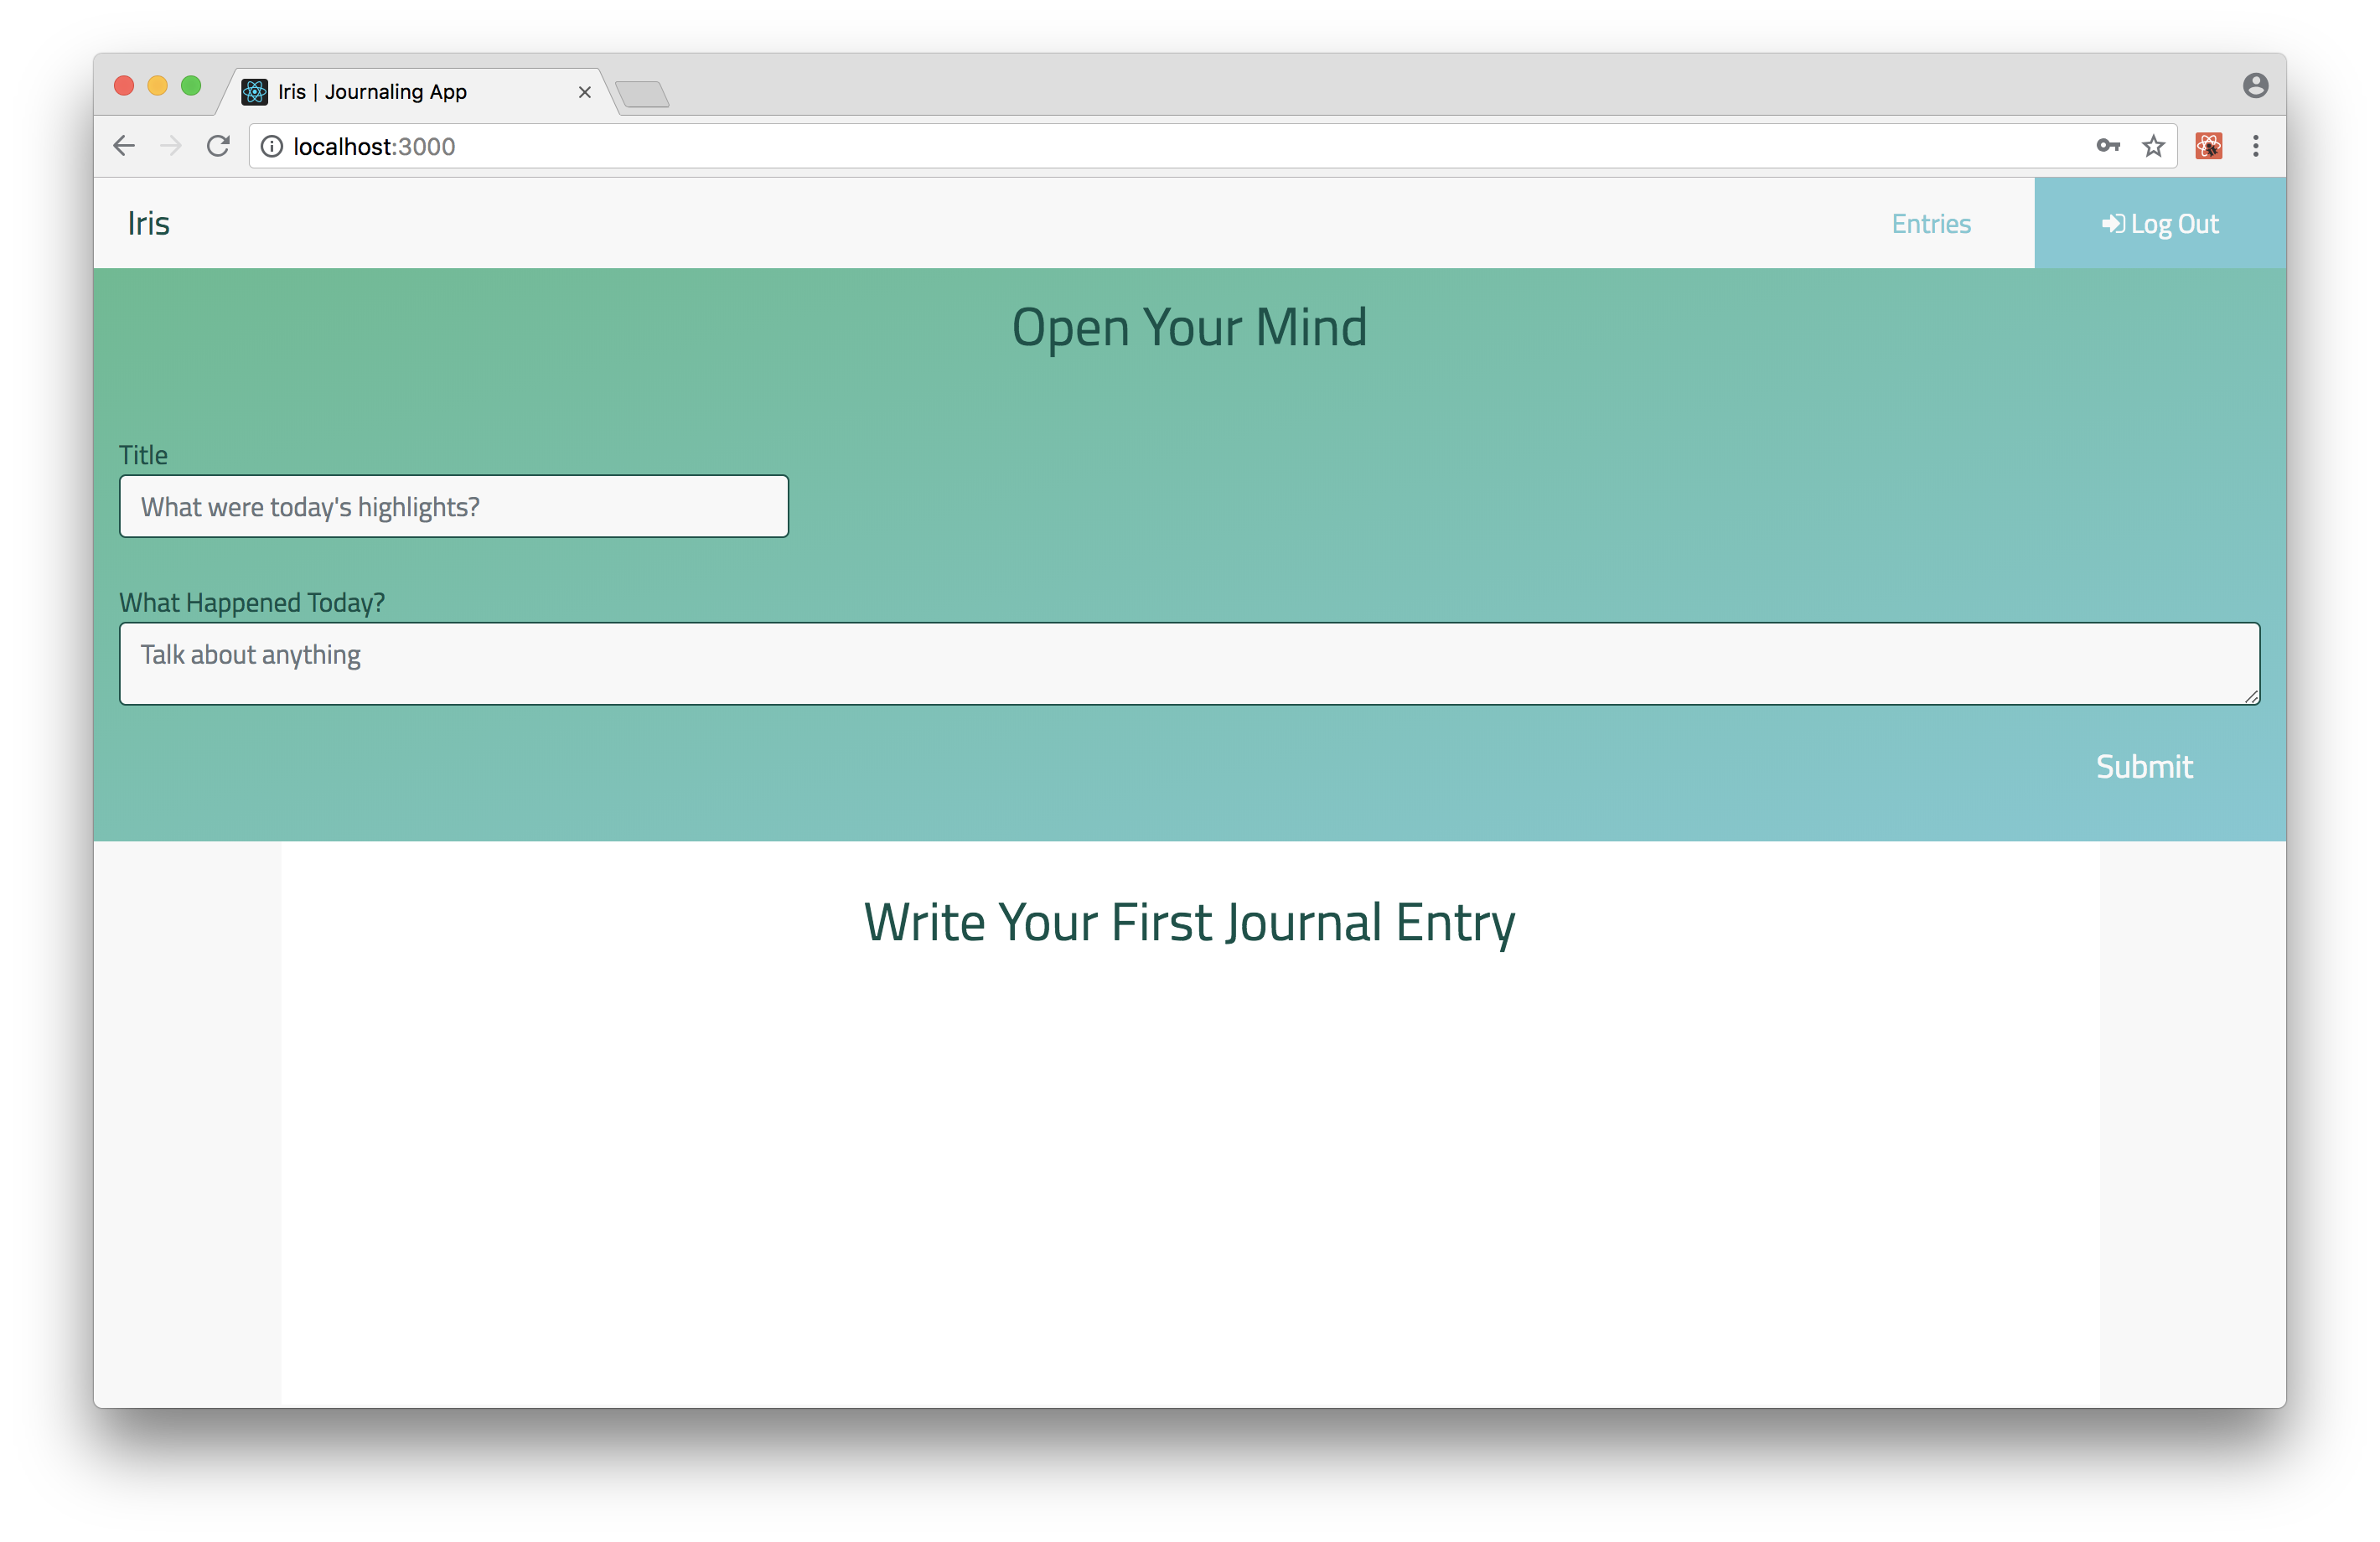 Iris | Journaling App
localhost:3000
Iris
Entries
Log Out
Open Your Mind
Title
What were today's highlights?
What Happened Today?
Talk about anything
Submit
Write Your First Journal Entry